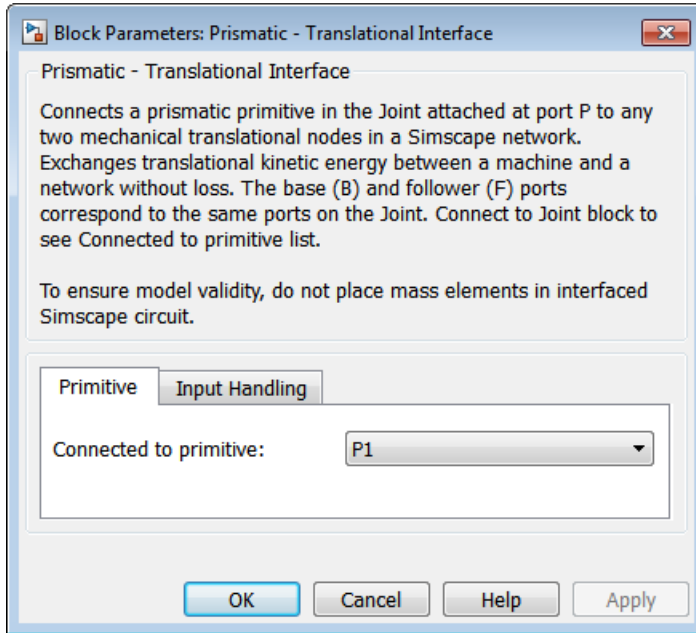 Block Parameters: Prismatic - Translational Interface
Prismatic - Translational Interface
Connects a prismatic primitive in the Joint attached at port P to any
two mechanical translational nodes in a Simscape network.
Exchanges translational kinetic energy between a machine and a
network without loss. The base (B) and follower (F) ports
correspond to the same ports on the Joint. Connect to Joint block to
see Connected to primitive list.
To ensure model validity, do not place mass elements in interfaced
Simscape circuit.
Primitive Input Handling
Connected to primitive: P1
OK Cancel Help Apply